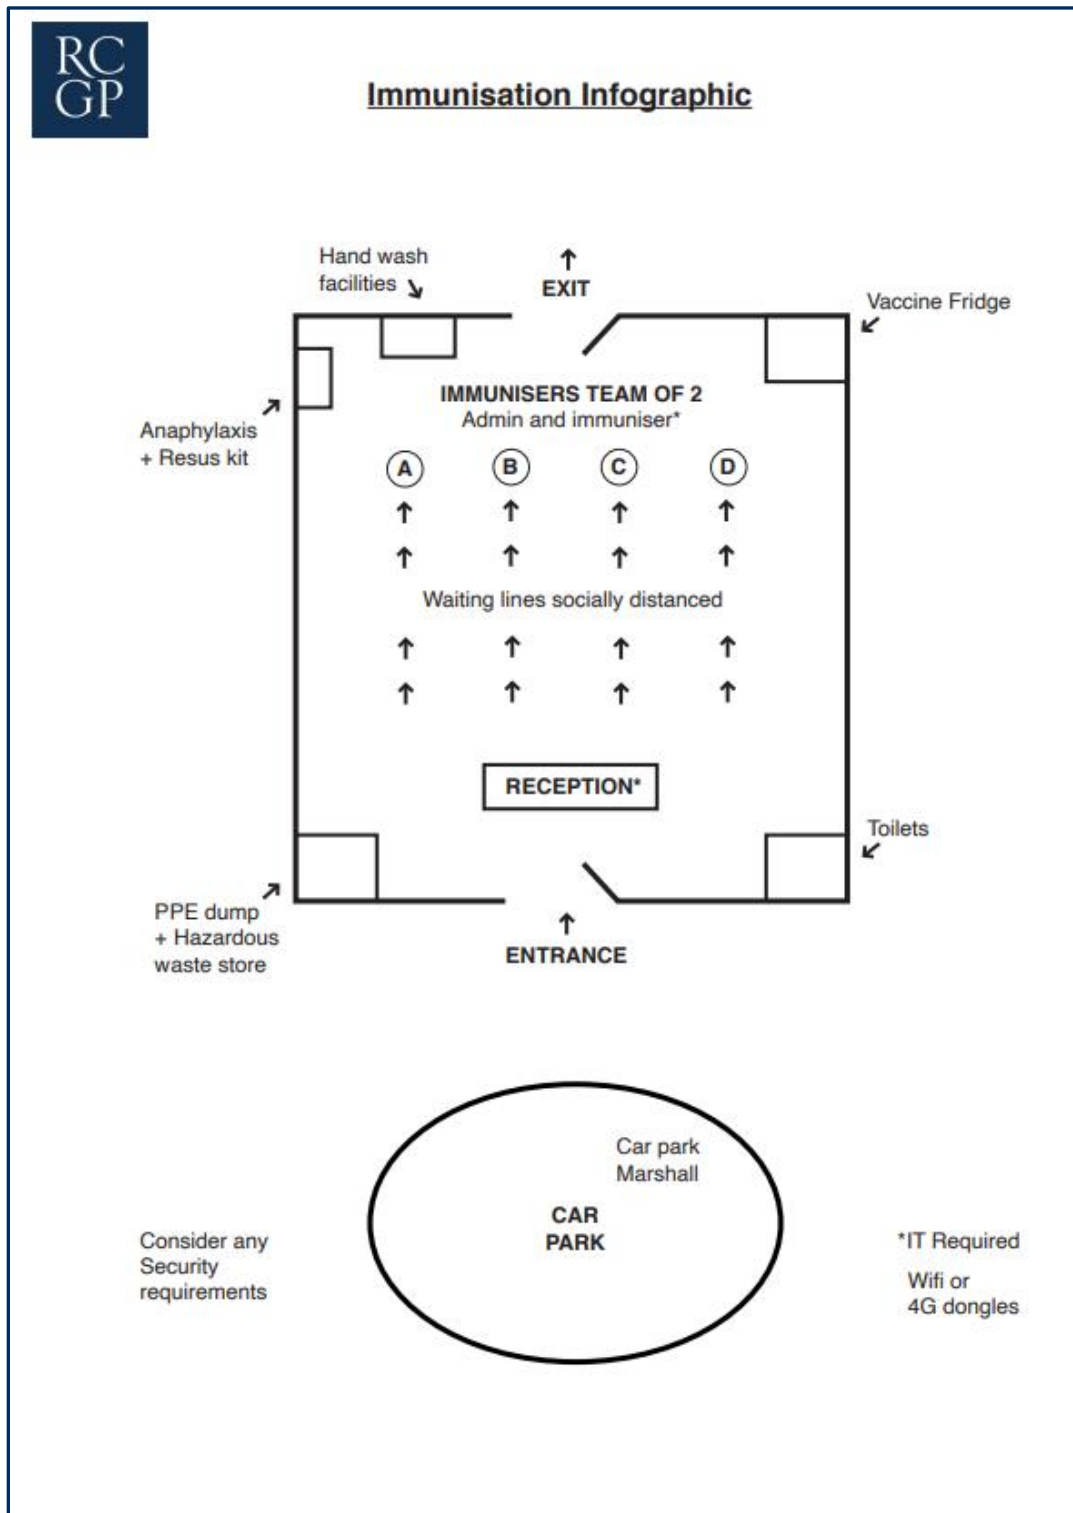 RC
GP
Immunisation Infographic
Hand wash
facilities
EXIT
Vaccine Fridge
IMMUNISERS TEAM OF 2
Admin and immuniser*
Anaphylaxis
+ Resus kit
A B C D
Waiting lines socially distanced
RECEPTION*
Toilets
PPE dump
+ Hazardous
waste store
ENTRANCE
Car park
Marshall
CAR
PARK
Consider any
Security
requirements
*IT Required
Wifi or
4G dongles